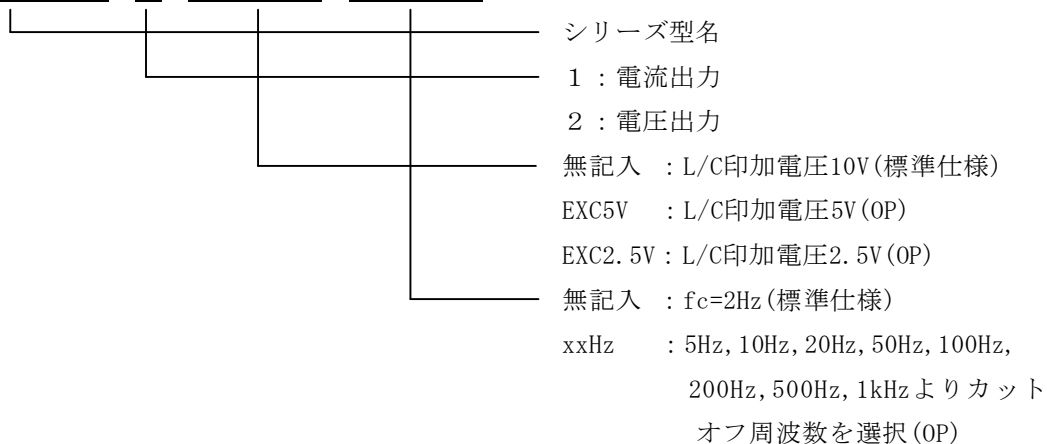 シリーズ型名
１：電流出力
２：電圧出力
無記入 ：L/C印加電圧10V(標準仕様)
EXC5V ：L/C印加電圧5V(OP)
EXC2.5V：L/C印加電圧2.5V(OP)
無記入 ：fc=2Hz(標準仕様)
xxHz ：5Hz,10Hz,20Hz,50Hz,100Hz,
200Hz,500Hz,1kHzよりカット
オフ周波数を選択(OP)